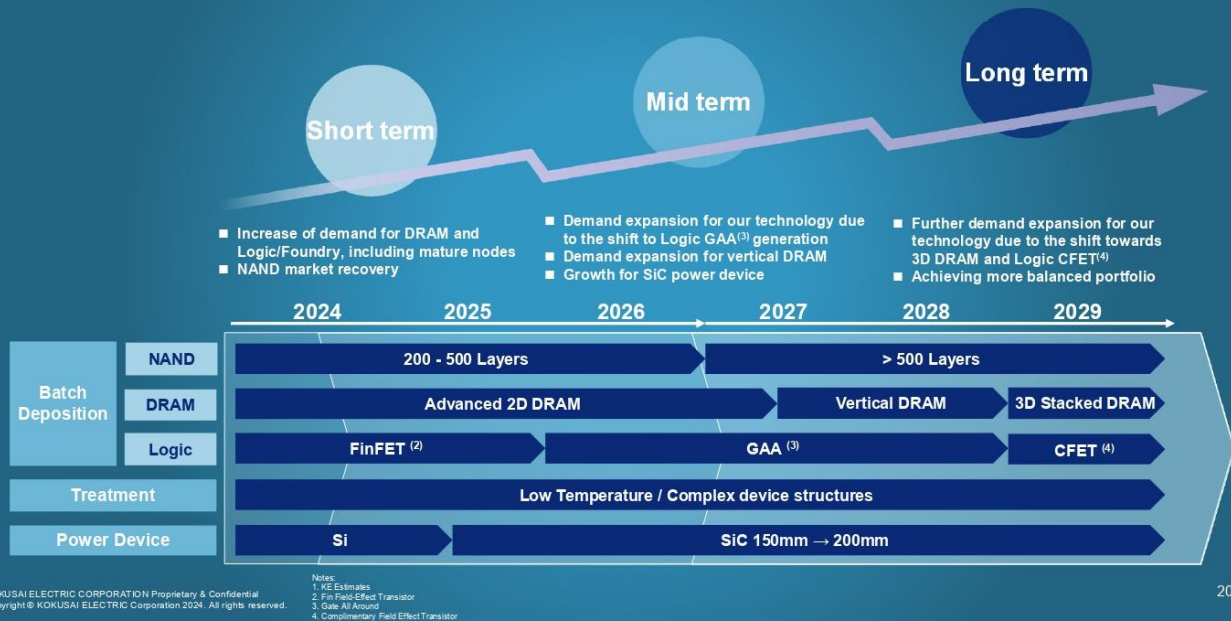 Short term
Mid term
Long term
■ Increase of demand for DRAM and
Logic/Foundry, including mature nodes
■ NAND market recovery
■ Demand expansion for our technology due
to the shift to Logic GAA(3) generation
■ Demand expansion for vertical DRAM
■ Growth for SiC power device
■ Further demand expansion for our
technology due to the shift towards
3D DRAM and Logic CFET(4)
■ Achieving more balanced portfolio
2024 2025 2026 2027 2028 2029
Batch
Deposition
NAND 200 - 500 Layers > 500 Layers
DRAM Advanced 2D DRAM Vertical DRAM 3D Stacked DRAM
Logic FinFET (2) GAA (3) CFET (4)
Treatment Low Temperature / Complex device structures
Power Device Si SiC 150mm → 200mm
KUSAI ELECTRIC CORPORATION Proprietary & Confidential
pyright © KOKUSAI ELECTRIC Corporation 2024. All rights reserved.
Notes:
1. KE Estimates
2. Fin Field-Effect Transistor
3. Gate All Around
4. Complimentary Field Effect Transistor
20